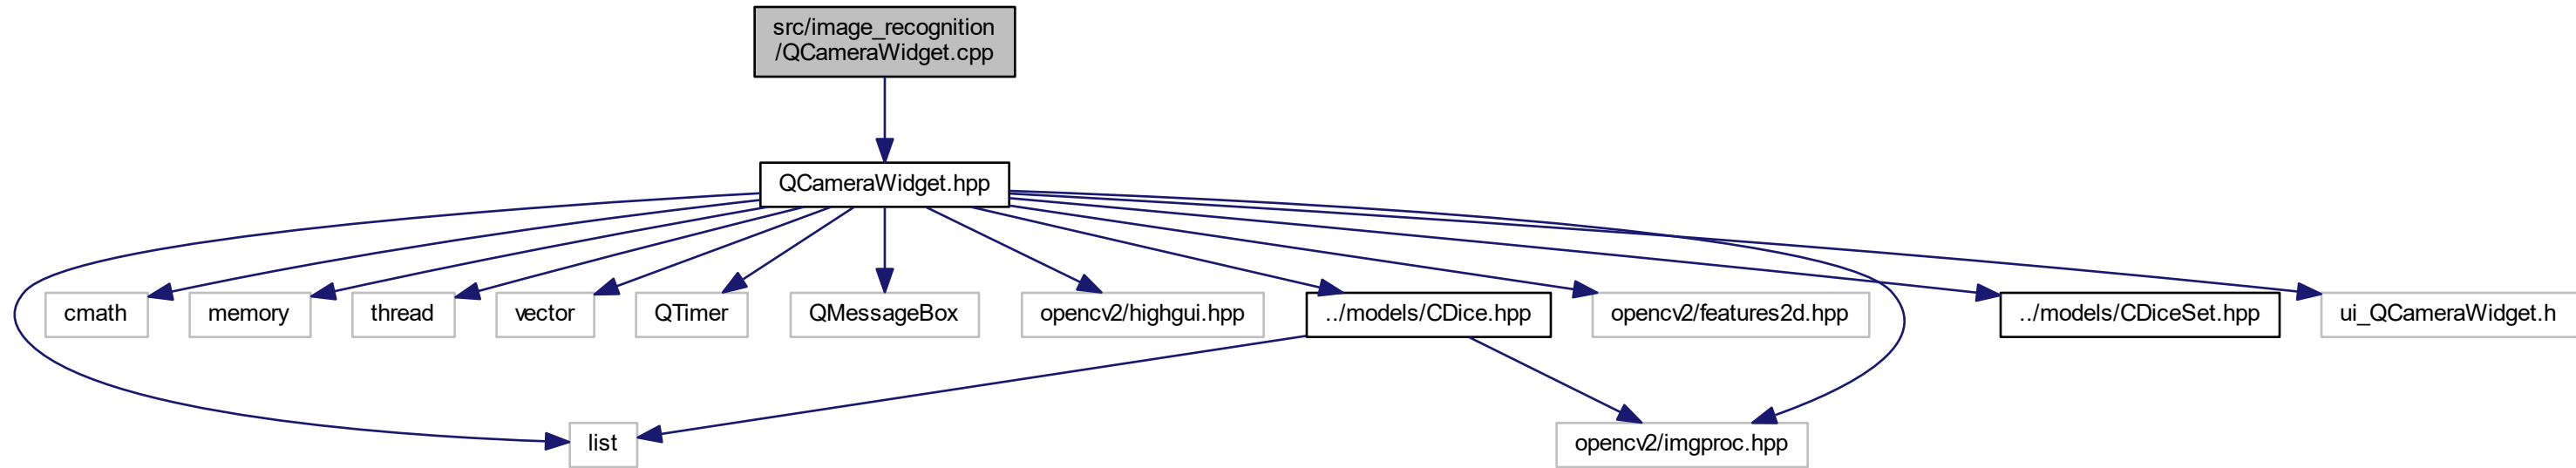 src/image_recognition
/QCameraWidget.cpp
QCameraWidget.hpp
cmath
memory
thread
vector
QTimer
QMessageBox
opencv2/highgui.hpp
../models/CDice.hpp
opencv2/features2d.hpp
../models/CDiceSet.hpp
ui_QCameraWidget.h
list
opencv2/imgproc.hpp